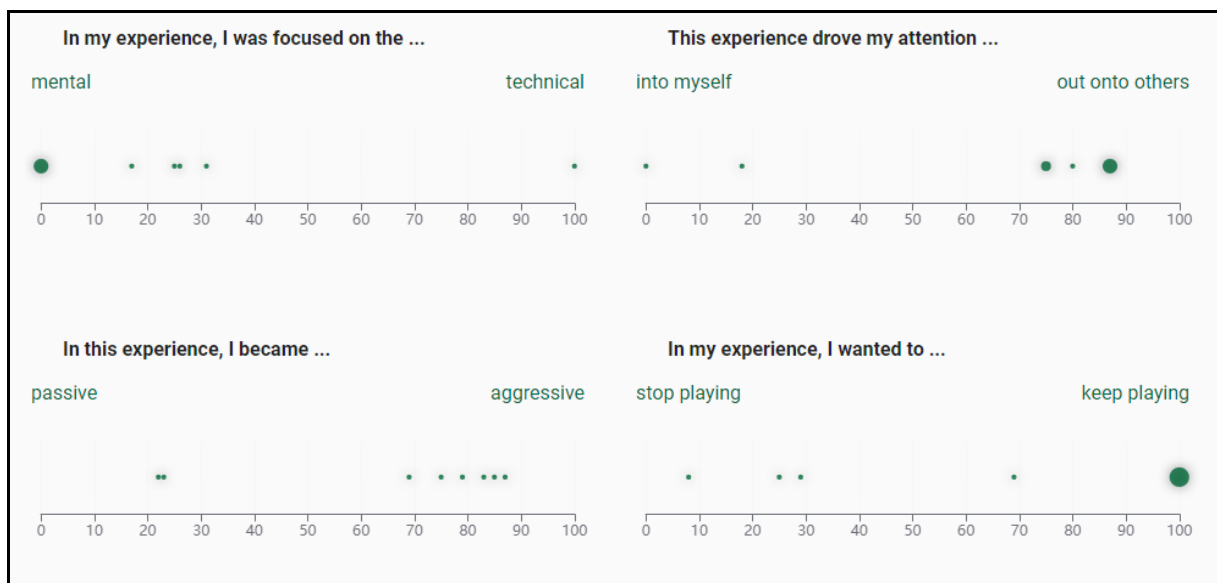 In my experience, I was focused on the ...
mental technical
0 10 20 30 40 50 60 70 80 90 100
This experience drove my attention ...
into myself out onto others
0 10 20 30 40 50 60 70 80 90 100
In this experience, I became ...
passive aggressive
0 10 20 30 40 50 60 70 80 90 100
In my experience, I wanted to ...
stop playing keep playing
0 10 20 30 40 50 60 70 80 90 100